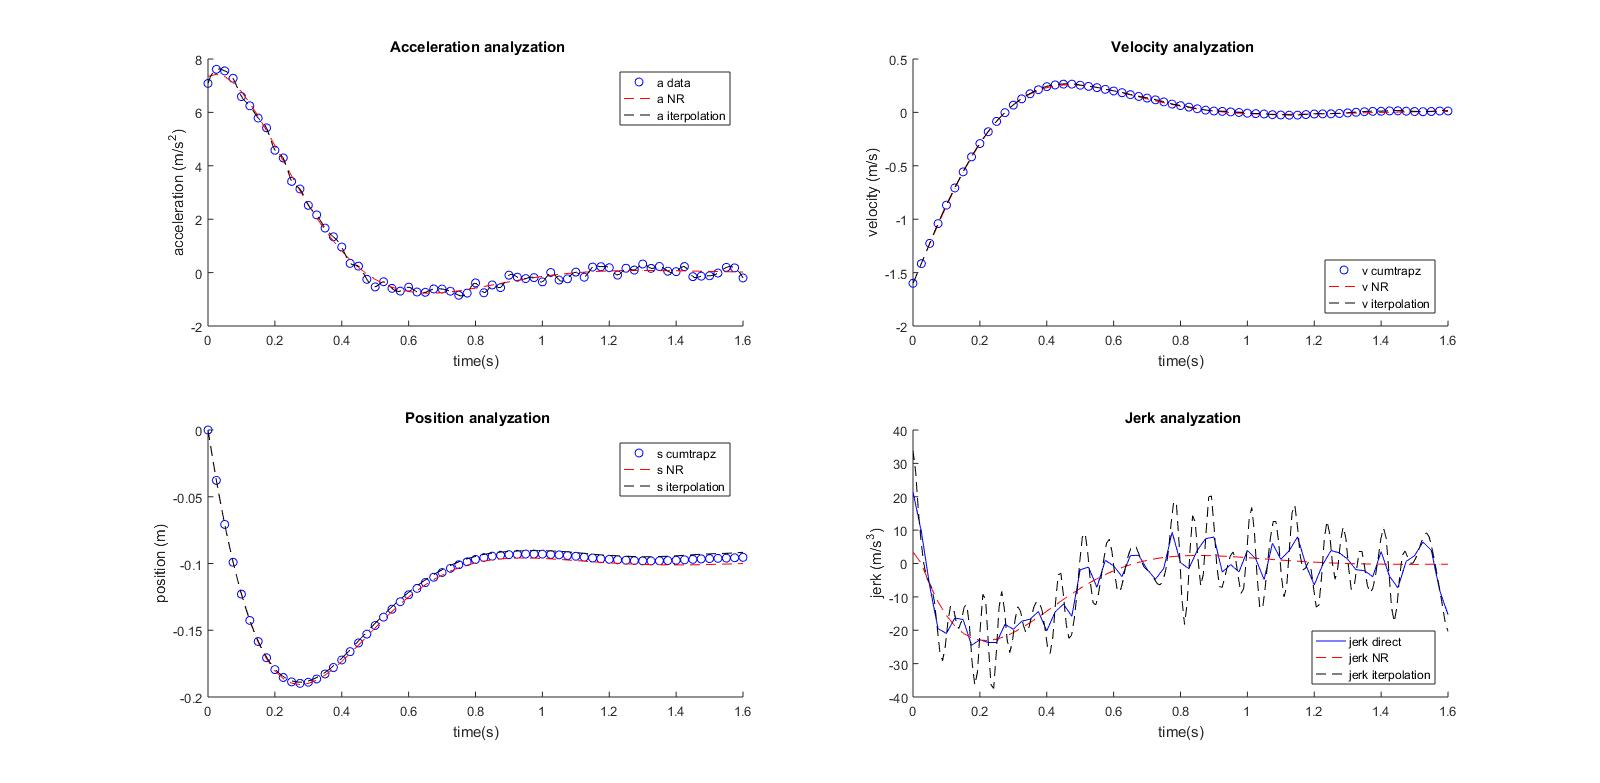 Acceleration analyzation
8
6
4
2
0
-2
acceleration (m/s²)
a data
a NR
a iterpolation
0 0.2 0.4 0.6 0.8 1 1.2 1.4 1.6
time(s)
Velocity analyzation
0.5
0
-0.5
-1
-1.5
-2
velocity (m/s)
v cumtrapz
v NR
v iterpolation
0 0.2 0.4 0.6 0.8 1 1.2 1.4 1.6
time(s)
Position analyzation
0
-0.05
-0.1
-0.15
-0.2
position (m)
s cumtrapz
s NR
s iterpolation
0 0.2 0.4 0.6 0.8 1 1.2 1.4 1.6
time(s)
Jerk analyzation
40
30
20
10
0
-10
-20
-30
-40
jerk (m/s³)
jerk direct
jerk NR
jerk iterpolation
0 0.2 0.4 0.6 0.8 1 1.2 1.4 1.6
time(s)